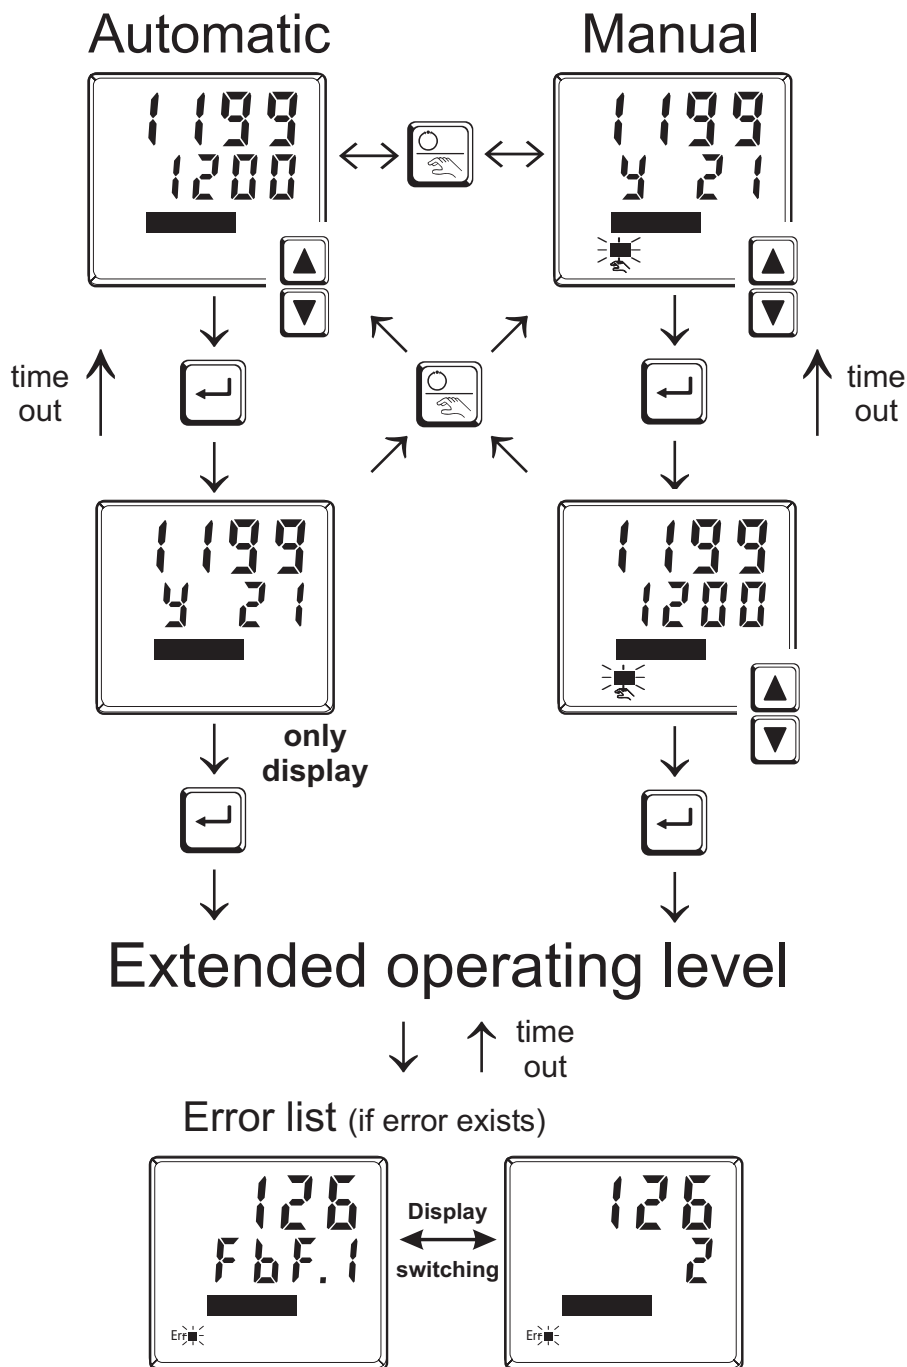 Automatic
Manual
1199
1200
1199
y 21
time
out
time
out
1199
y 21
1199
1200
only
display
Extended operating level
time
out
Error list (if error exists)
126
FbF.1
Err
Display
switching
126
2
Err